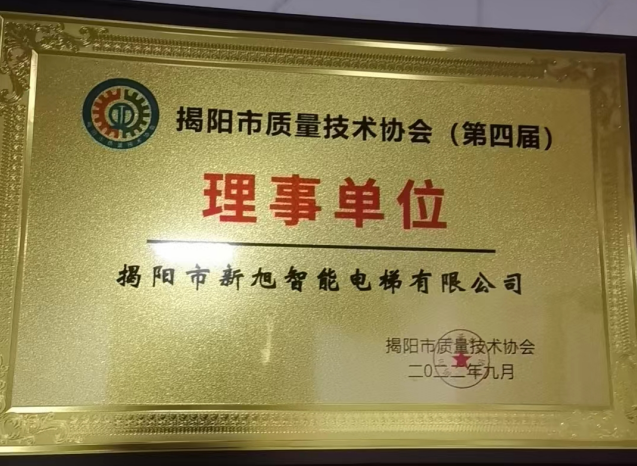 揭阳市质量技术协会（第四届）
理事单位
揭阳市新旭智能电梯有限公司
揭阳市质量技术协会
二0二二年九月